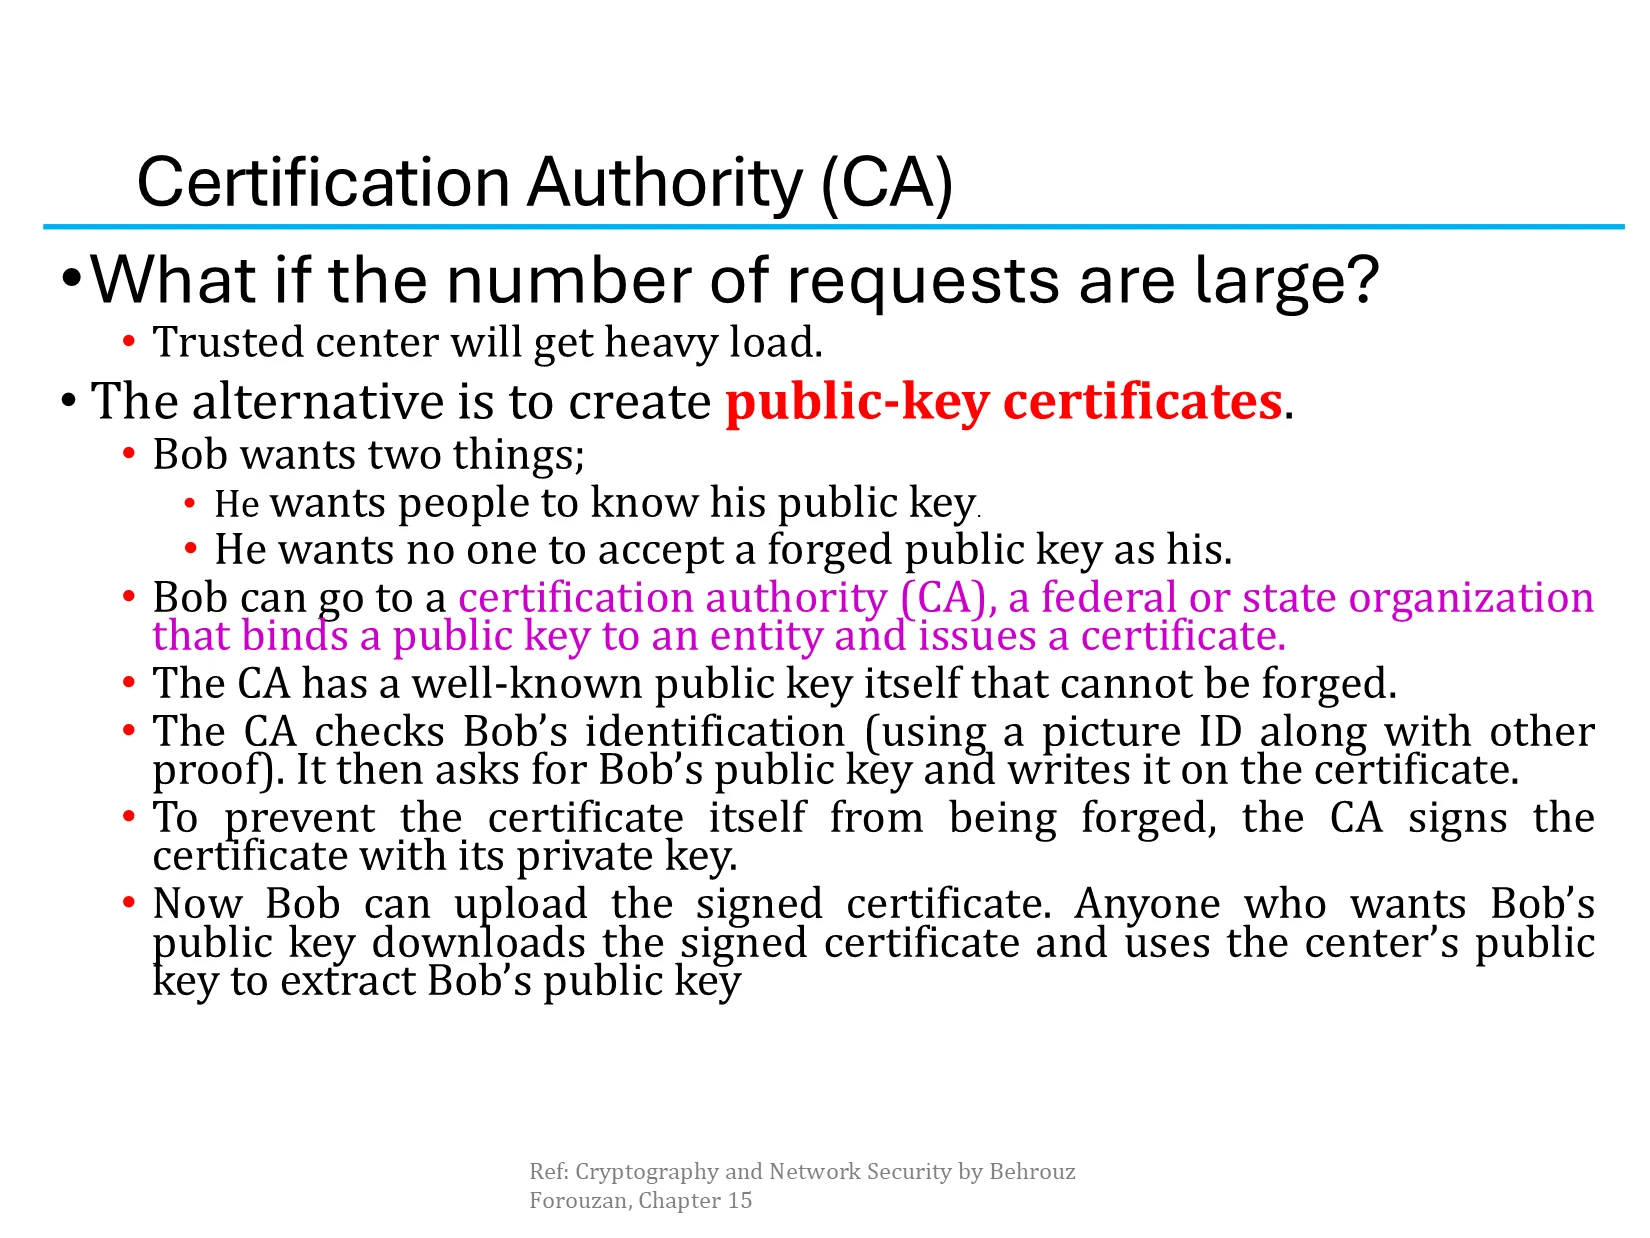 Certification Authority (CA)
•What if the number of requests are large?
• Trusted center will get heavy load.
• The alternative is to create public-key certificates.
• Bob wants two things;
• He wants people to know his public key.
• He wants no one to accept a forged public key as his.
• Bob can go to a certification authority (CA), a federal or state organization
that binds a public key to an entity and issues a certificate.
• The CA has a well-known public key itself that cannot be forged.
• The CA checks Bob’s identification (using a picture ID along with other
proof). It then asks for Bob’s public key and writes it on the certificate.
• To prevent the certificate itself from being forged, the CA signs the
certificate with its private key.
• Now Bob can upload the signed certificate. Anyone who wants Bob’s
public key downloads the signed certificate and uses the center’s public
key to extract Bob’s public key
Ref: Cryptography and Network Security by Behrouz
Forouzan, Chapter 15